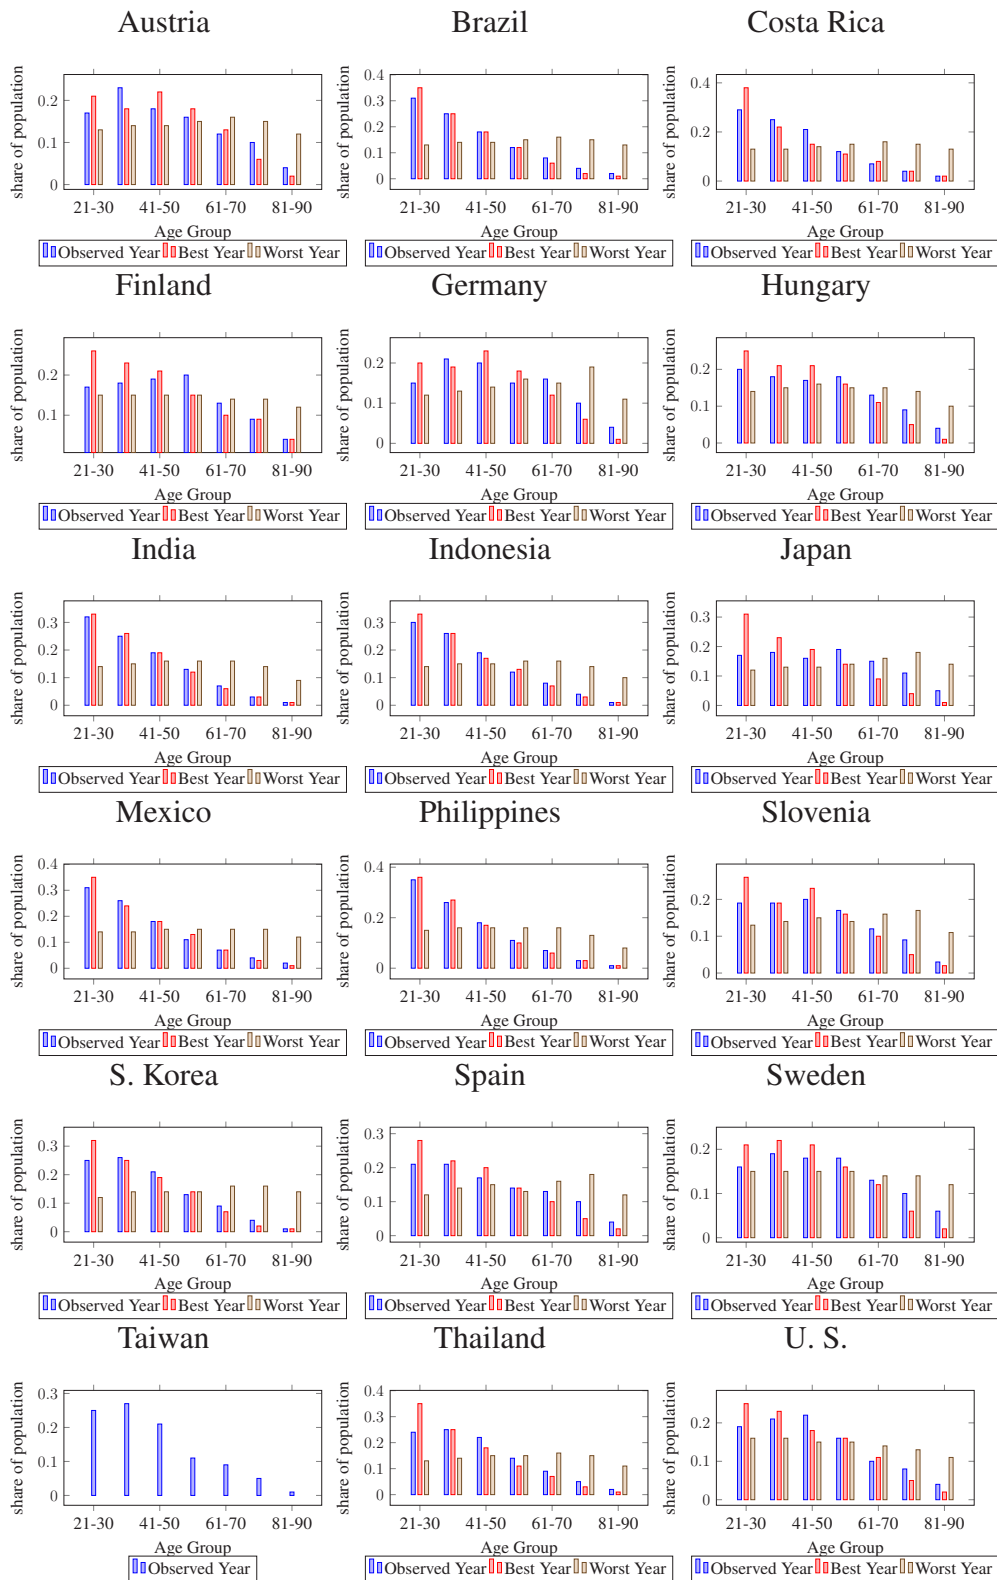 Austria
share of population
0.2
0.1
0
21-30 41-50 61-70 81-90
Age Group
Observed Year Best Year Worst Year
Brazil
share of population
0.4
0.3
0.2
0.1
0
21-30 41-50 61-70 81-90
Age Group
Observed Year Best Year Worst Year
Costa Rica
share of population
0.4
0.2
0
21-30 41-50 61-70 81-90
Age Group
Observed Year Best Year Worst Year
Finland
share of population
0.2
0.1
21-30 41-50 61-70 81-90
Age Group
Observed Year Best Year Worst Year
Germany
share of population
0.2
0.1
0
21-30 41-50 61-70 81-90
Age Group
Observed Year Best Year Worst Year
Hungary
share of population
0.2
0.1
0
21-30 41-50 61-70 81-90
Age Group
Observed Year Best Year Worst Year
India
share of population
0.3
0.2
0.1
0
21-30 41-50 61-70 81-90
Age Group
Observed Year Best Year Worst Year
Indonesia
share of population
0.3
0.2
0.1
0
21-30 41-50 61-70 81-90
Age Group
Observed Year Best Year Worst Year
Japan
share of population
0.3
0.2
0.1
0
21-30 41-50 61-70 81-90
Age Group
Observed Year Best Year Worst Year
Mexico
share of population
0.4
0.3
0.2
0.1
0
21-30 41-50 61-70 81-90
Age Group
Observed Year Best Year Worst Year
Philippines
share of population
0.4
0.2
0
21-30 41-50 61-70 81-90
Age Group
Observed Year Best Year Worst Year
Slovenia
share of population
0.2
0.1
0
21-30 41-50 61-70 81-90
Age Group
Observed Year Best Year Worst Year
S. Korea
share of population
0.3
0.2
0.1
0
21-30 41-50 61-70 81-90
Age Group
Observed Year Best Year Worst Year
Spain
share of population
0.3
0.2
0.1
0
21-30 41-50 61-70 81-90
Age Group
Observed Year Best Year Worst Year
Sweden
share of population
0.2
0.1
0
21-30 41-50 61-70 81-90
Age Group
Observed Year Best Year Worst Year
Taiwan
share of population
0.3
0.2
0.1
0
21-30 41-50 61-70 81-90
Age Group
Observed Year
Thailand
share of population
0.4
0.3
0.2
0.1
0
21-30 41-50 61-70 81-90
Age Group
Observed Year Best Year Worst Year
U. S.
share of population
0.2
0.1
0
21-30 41-50 61-70 81-90
Age Group
Observed Year Best Year Worst Year